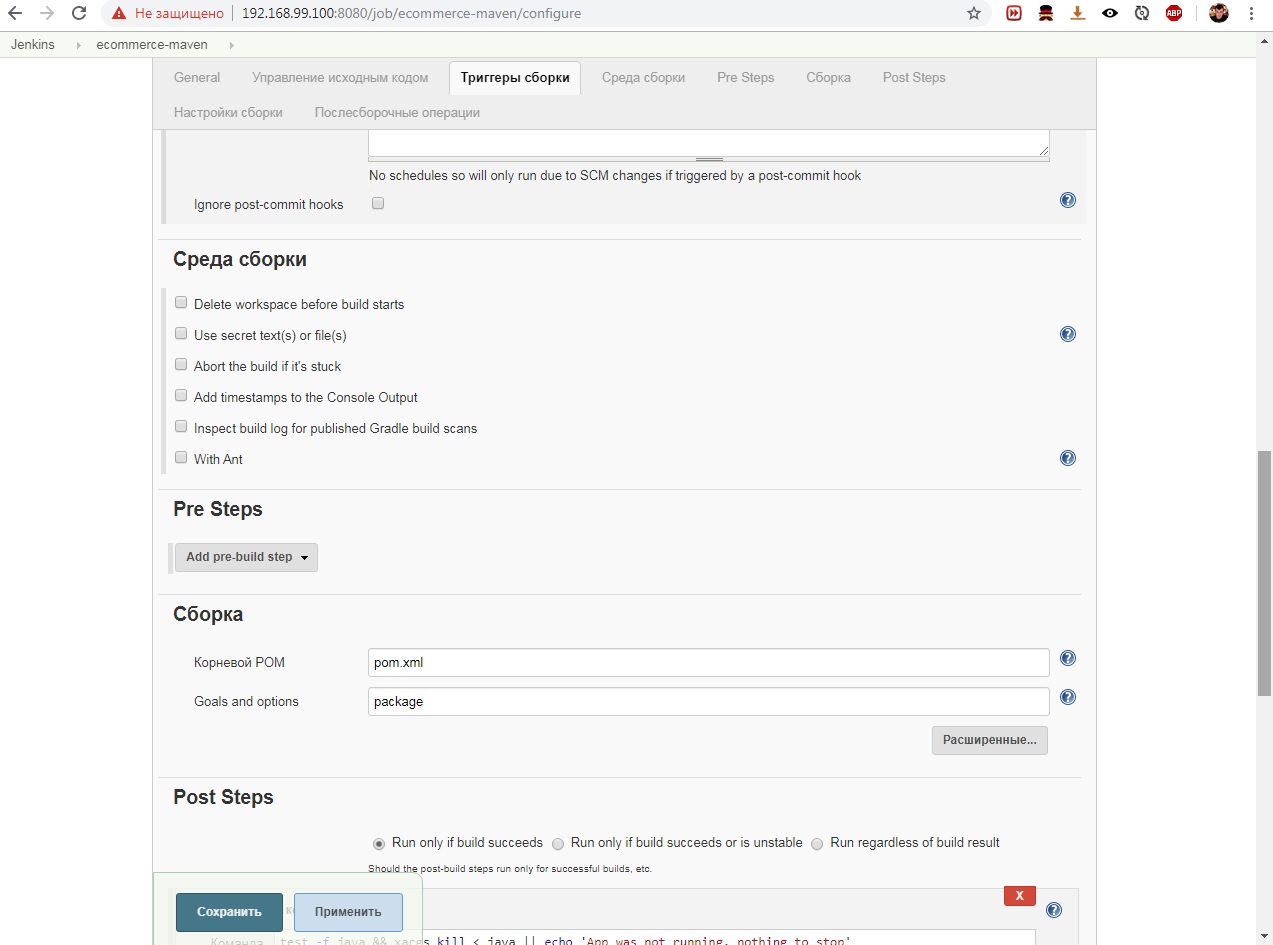 Не защищено 192.168.99.100:8080/job/ecommerce-maven/configure
ABP
Jenkins ecommerce-maven
General Управление исходным кодом Триггеры сборки Среда сборки Pre Steps Сборка Post Steps
Настройки сборки Послесборочные операции
No schedules so will only run due to SCM changes if triggered by a post-commit hook
Ignore post-commit hooks
Среда сборки
Delete workspace before build starts
Use secret text(s) or file(s)
Abort the build if it's stuck
Add timestamps to the Console Output
Inspect build log for published Gradle build scans
With Ant
Pre Steps
Add pre-build step
Сборка
Корневой POM pom.xml
Goals and options package
Расширенные...
Post Steps
Run only if build succeeds Run only if build succeeds or is unstable Run regardless of build result
Should the post-build steps run only for successful builds, etc.
X
Сохранить Применить
Команда test -f java && xargs kill < java || echo 'App was not running, nothing to stop'